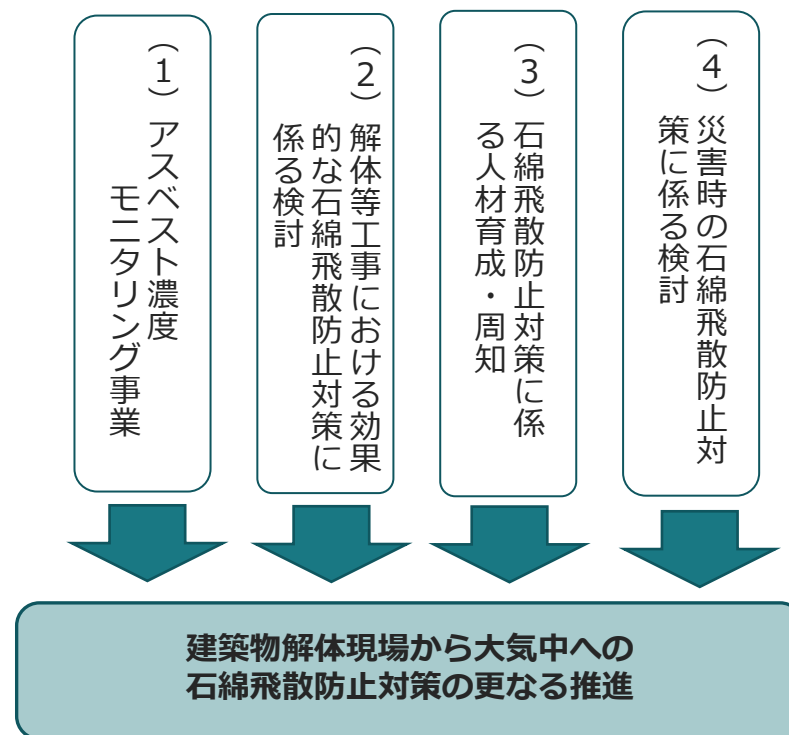 （1）アスベスト濃度
モニタリング事業
（2）解体等工事における効果
的な石綿飛散防止対策に
係る検討
（3）石綿飛散防止対策に係
る人材育成・周知
（4）災害時の石綿飛散防止対
策に係る検討
建築物解体現場から大気中への
石綿飛散防止対策の更なる推進